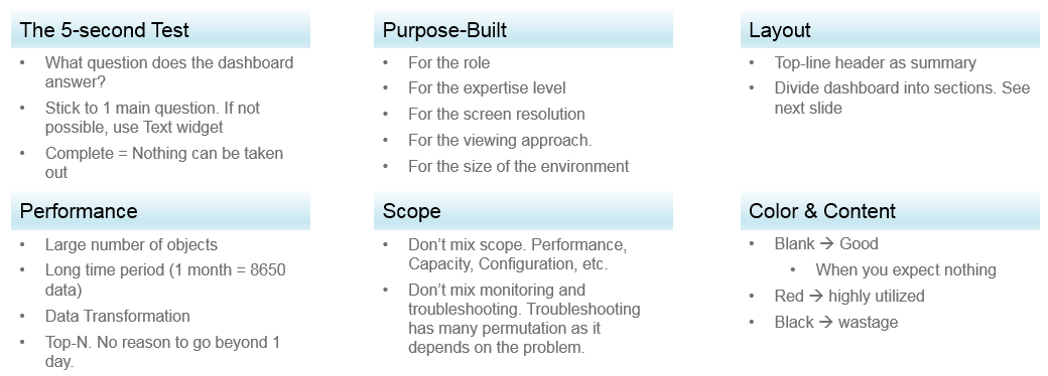 The 5-second Test
• What question does the dashboard
answer?
• Stick to 1 main question. If not
possible, use Text widget
• Complete = Nothing can be taken
out
Purpose-Built
• For the role
• For the expertise level
• For the screen resolution
• For the viewing approach.
• For the size of the environment
Layout
• Top-line header as summary
• Divide dashboard into sections. See
next slide
Performance
• Large number of objects
• Long time period (1 month = 8650
data)
• Data Transformation
• Top-N. No reason to go beyond 1
day.
Scope
• Don’t mix scope. Performance,
Capacity, Configuration, etc.
• Don’t mix monitoring and
troubleshooting. Troubleshooting
has many permutation as it
depends on the problem.
Color & Content
• Blank → Good
• When you expect nothing
• Red → highly utilized
• Black → wastage